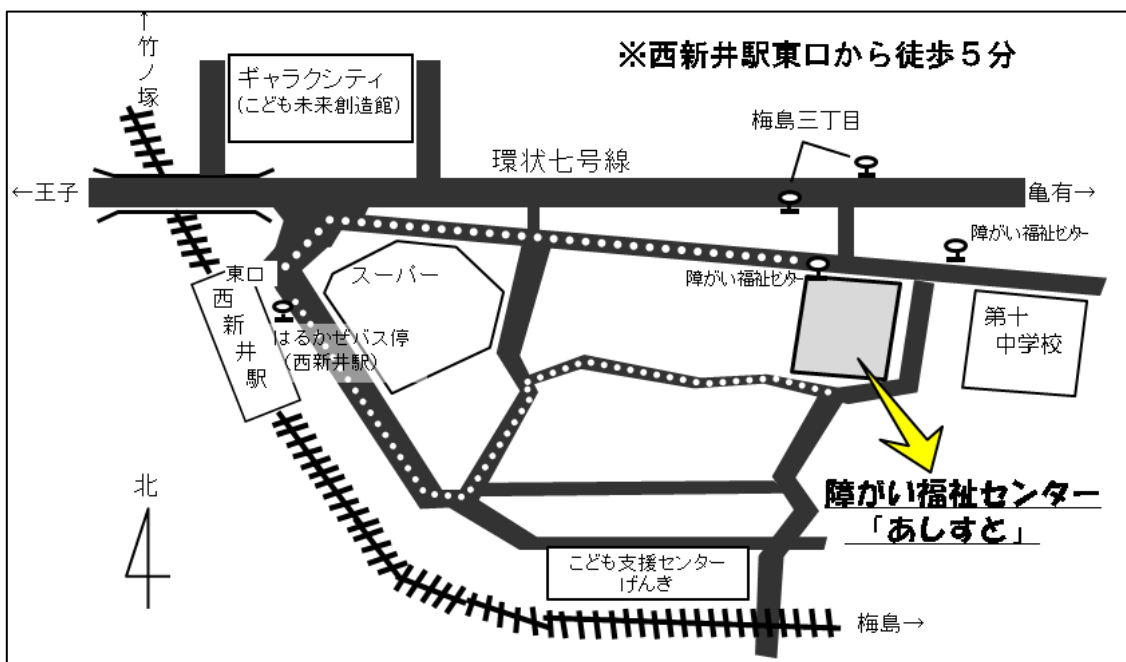 ↑竹ノ塚
ギャラクシティ
(こども未来創造館)
※西新井駅東口から徒歩５分
梅島三丁目
環状七号線
←王子
亀有→
障がい福祉センター
障がい福祉センター
東口
西新井駅
スーパー
はるかぜバス停
(西新井駅)
第十
中学校
北
障がい福祉センター
「あしすと」
こども支援センター
げんき
梅島→